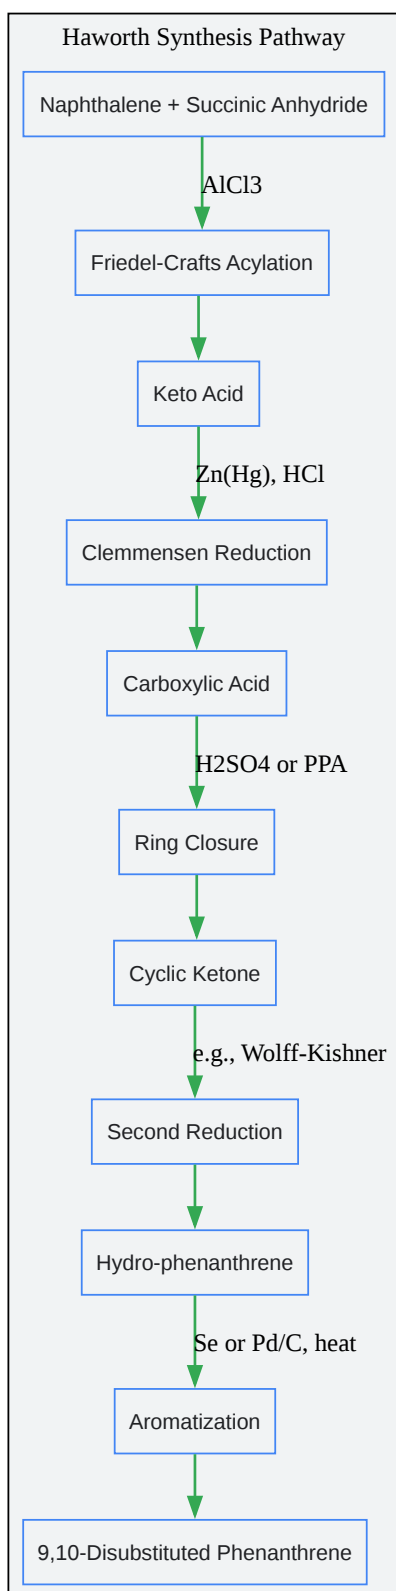 Haworth Synthesis Pathway
Naphthalene + Succinic Anhydride
AlCl3
Friedel-Crafts Acylation
Keto Acid
Zn(Hg), HCl
Clemmensen Reduction
Carboxylic Acid
H2SO4 or PPA
Ring Closure
Cyclic Ketone
e.g., Wolff-Kishner
Second Reduction
Hydro-phenanthrene
Se or Pd/C, heat
Aromatization
9,10-Disubstituted Phenanthrene